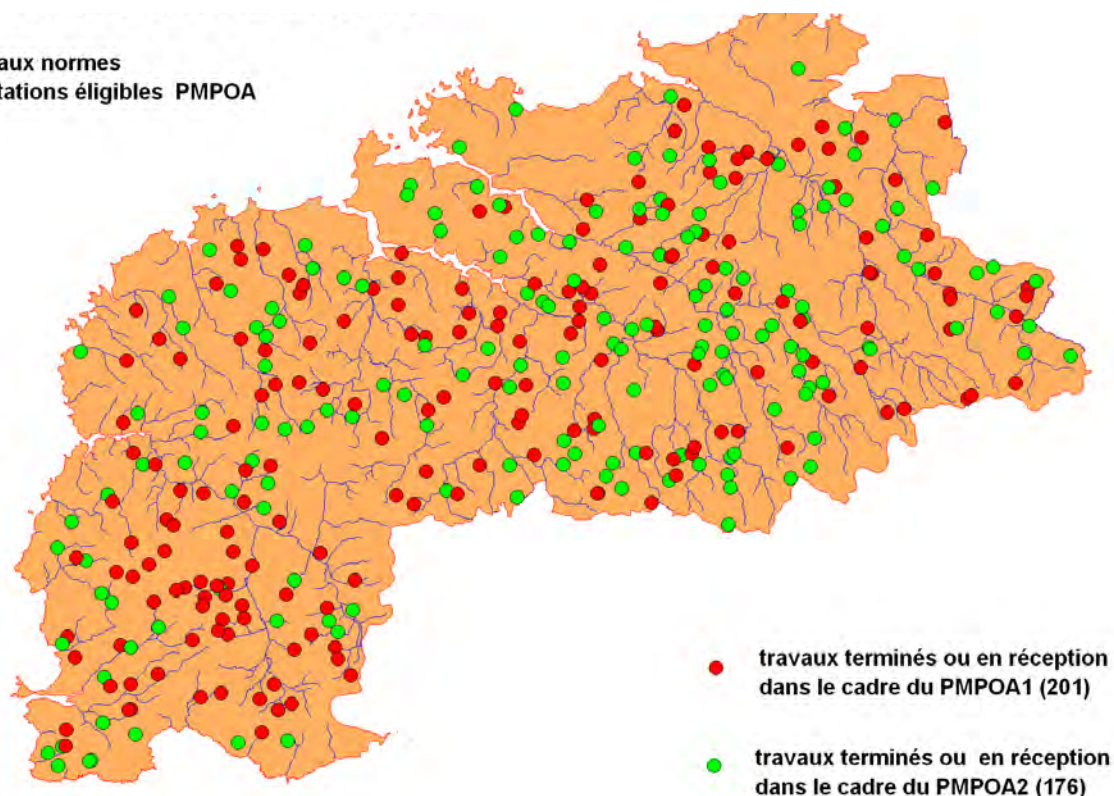 aux normes
tations éligibles PMPOA
travaux terminés ou en réception
dans le cadre du PMPOA1 (201)
travaux terminés ou en réception
dans le cadre du PMPOA2 (176)